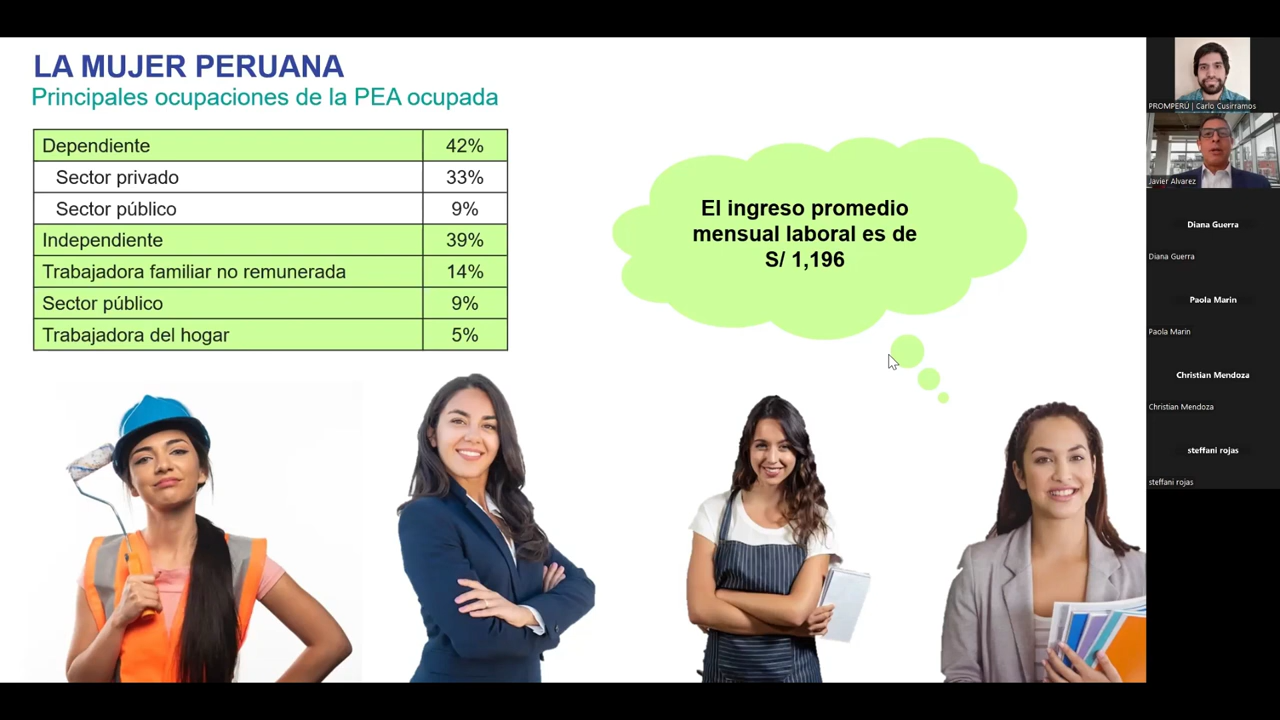 LA MUJER PERUANA
Principales ocupaciones de la PEA ocupada
Dependiente 42%
Sector privado 33%
Sector público 9%
Independiente 39%
Trabajadora familiar no remunerada 14%
Sector público 9%
Trabajadora del hogar 5%
El ingreso promedio
mensual laboral es de
S/ 1,196
PROMPERÚ | Carlo Cusirramos
Javier Alvarez
Diana Guerra
Diana Guerra
Paola Marin
Paola Marin
Christian Mendoza
Christian Mendoza
steffani rojas
steffani rojas